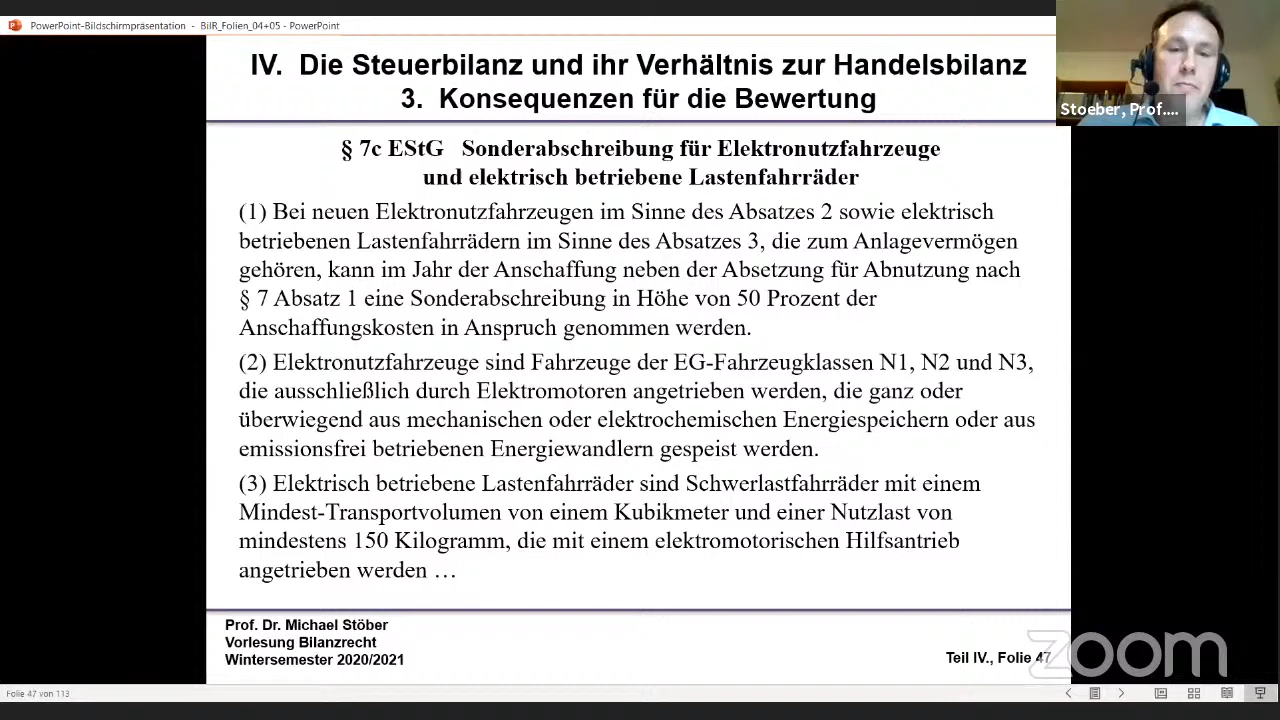 PowerPoint-Bildschirmpräsentation - BilR_Folien_04+05 - PowerPoint
Stoeber, Prof....
IV. Die Steuerbilanz und ihr Verhältnis zur Handelsbilanz
3. Konsequenzen für die Bewertung
§ 7c EStG Sonderabschreibung für Elektronutzfahrzeuge
und elektrisch betriebene Lastenfahrräder
(1) Bei neuen Elektronutzfahrzeugen im Sinne des Absatzes 2 sowie elektrisch
betriebenen Lastenfahrrädern im Sinne des Absatzes 3, die zum Anlagevermögen
gehören, kann im Jahr der Anschaffung neben der Absetzung für Abnutzung nach
§ 7 Absatz 1 eine Sonderabschreibung in Höhe von 50 Prozent der
Anschaffungskosten in Anspruch genommen werden.
(2) Elektronutzfahrzeuge sind Fahrzeuge der EG-Fahrzeugklassen N1, N2 und N3,
die ausschließlich durch Elektromotoren angetrieben werden, die ganz oder
überwiegend aus mechanischen oder elektrochemischen Energiespeichern oder aus
emissionsfrei betriebenen Energiewandlern gespeist werden.
(3) Elektrisch betriebene Lastenfahrräder sind Schwerlastfahrräder mit einem
Mindest-Transportvolumen von einem Kubikmeter und einer Nutzlast von
mindestens 150 Kilogramm, die mit einem elektromotorischen Hilfsantrieb
angetrieben werden …
Prof. Dr. Michael Stöber
Vorlesung Bilanzrecht
Wintersemester 2020/2021
Teil IV., Folie 47
zoom
Folie 47 von 113